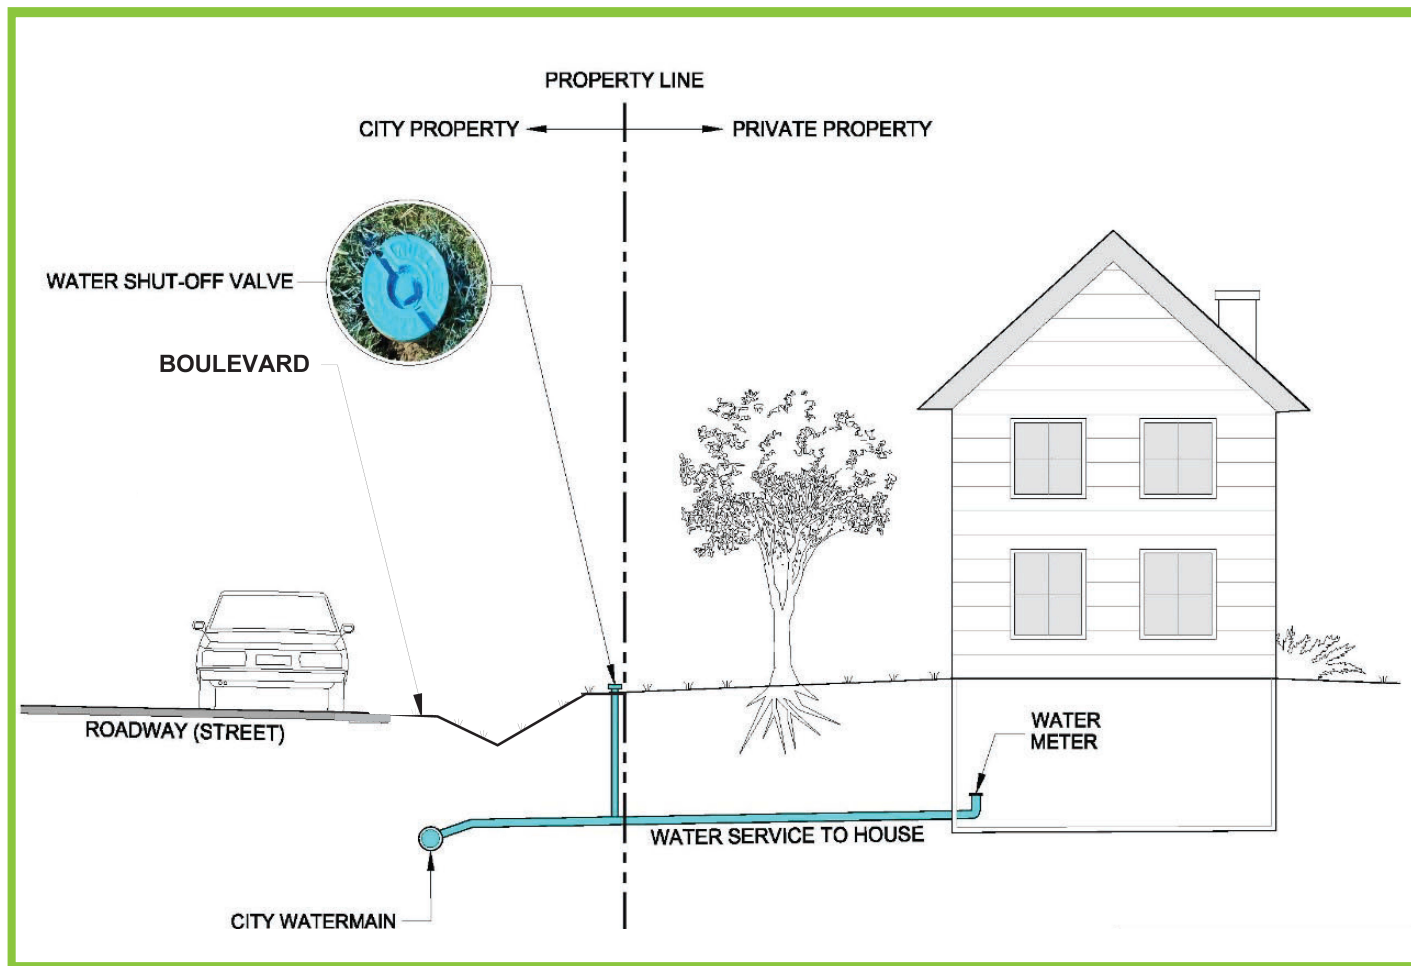 PROPERTY LINE
CITY PROPERTY
PRIVATE PROPERTY
WATER SHUT-OFF VALVE
BOULEVARD
ROADWAY (STREET)
WATER
METER
WATER SERVICE TO HOUSE
CITY WATERMAIN